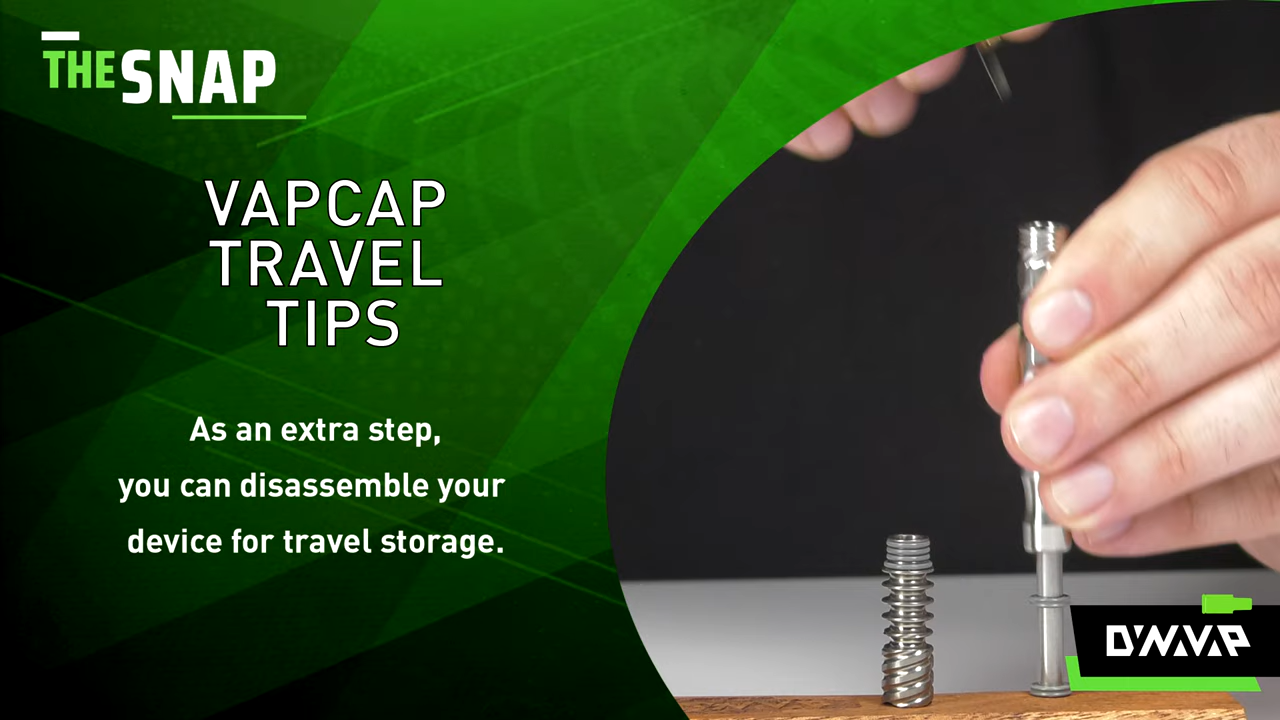 THE SNAP
VAPCAP
TRAVEL
TIPS
As an extra step,
you can disassemble your
device for travel storage.
DYNAVAP